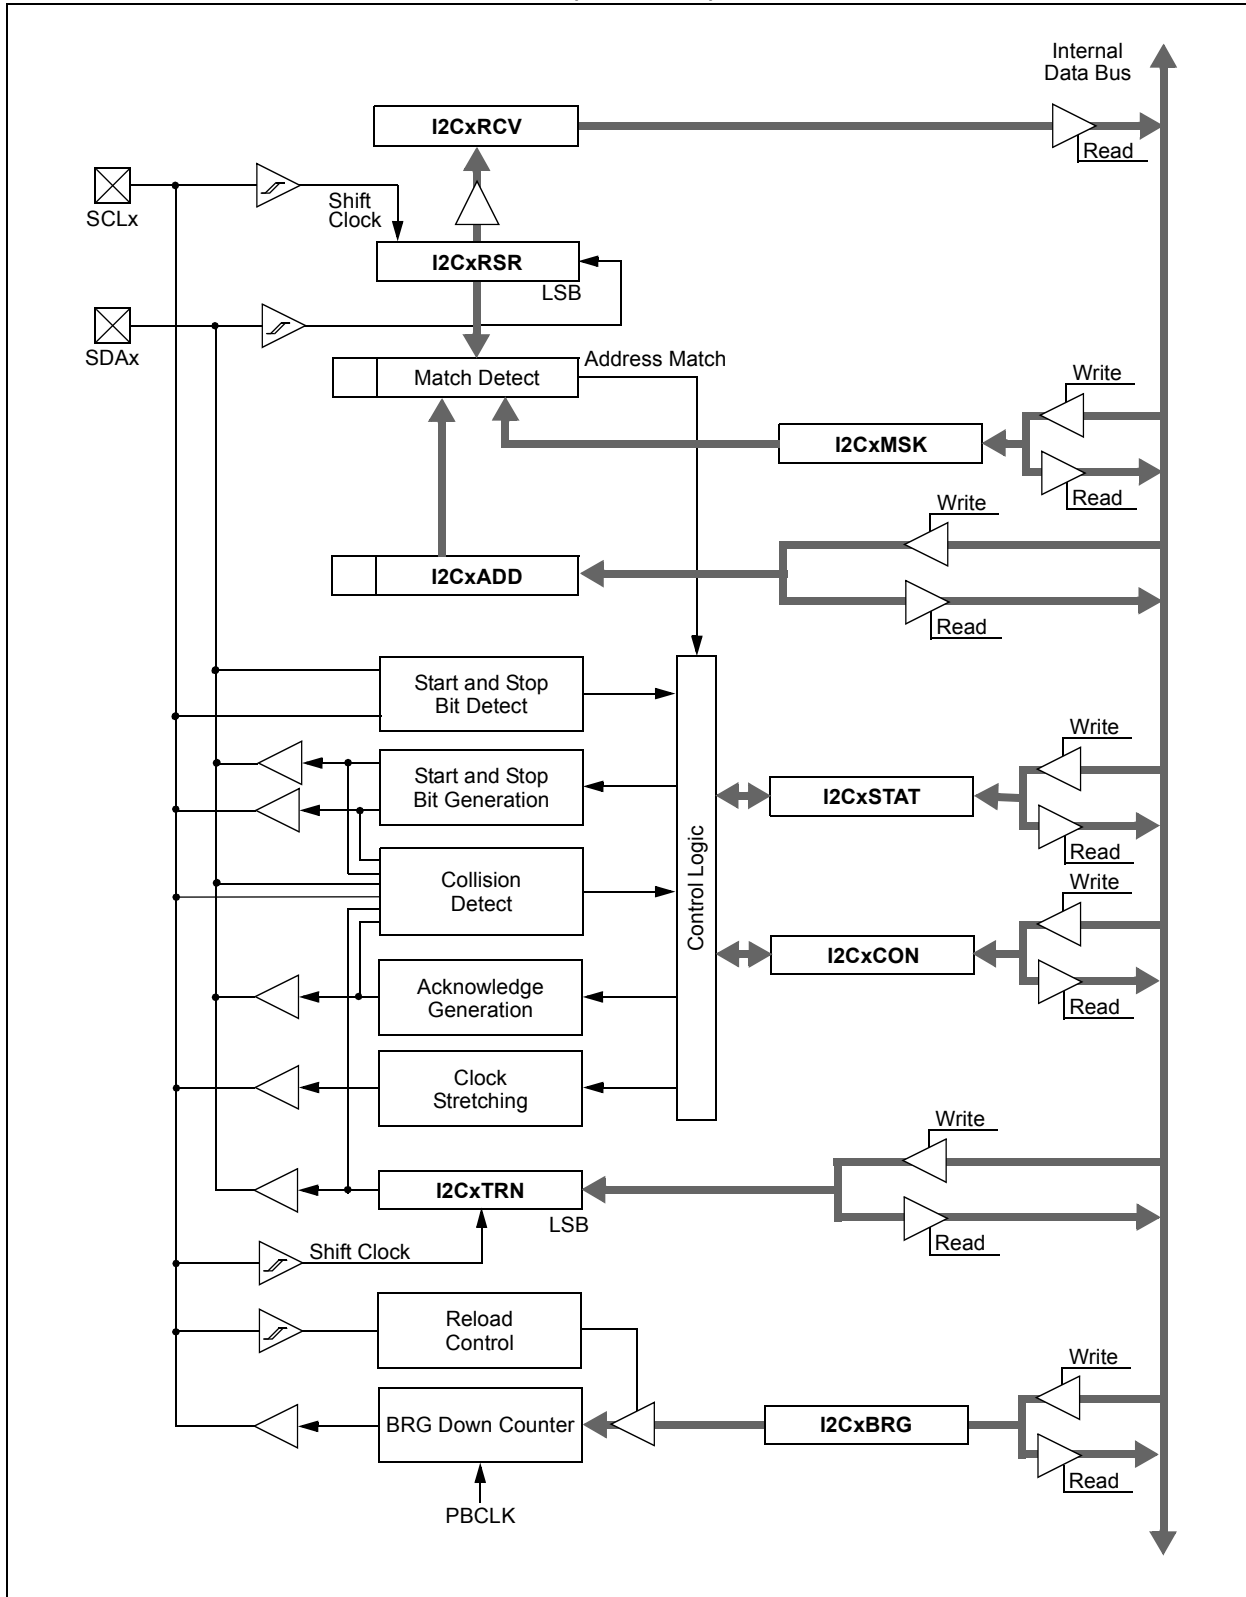 Internal
Data Bus
I2CxRCV
Read
SCLx
Shift
Clock
I2CxRSR
LSB
SDAx
Address Match
Match Detect
Write
I2CxMSK
Read
Write
I2CxADD
Read
Start and Stop
Bit Detect
Write
Start and Stop
Bit Generation
I2CxSTAT
Read
Control Logic
Collision
Detect
Write
I2CxCON
Read
Acknowledge
Generation
Clock
Stretching
Write
I2CxTRN
LSB
Read
Shift Clock
Reload
Control
Write
BRG Down Counter
I2CxBRG
Read
PBCLK